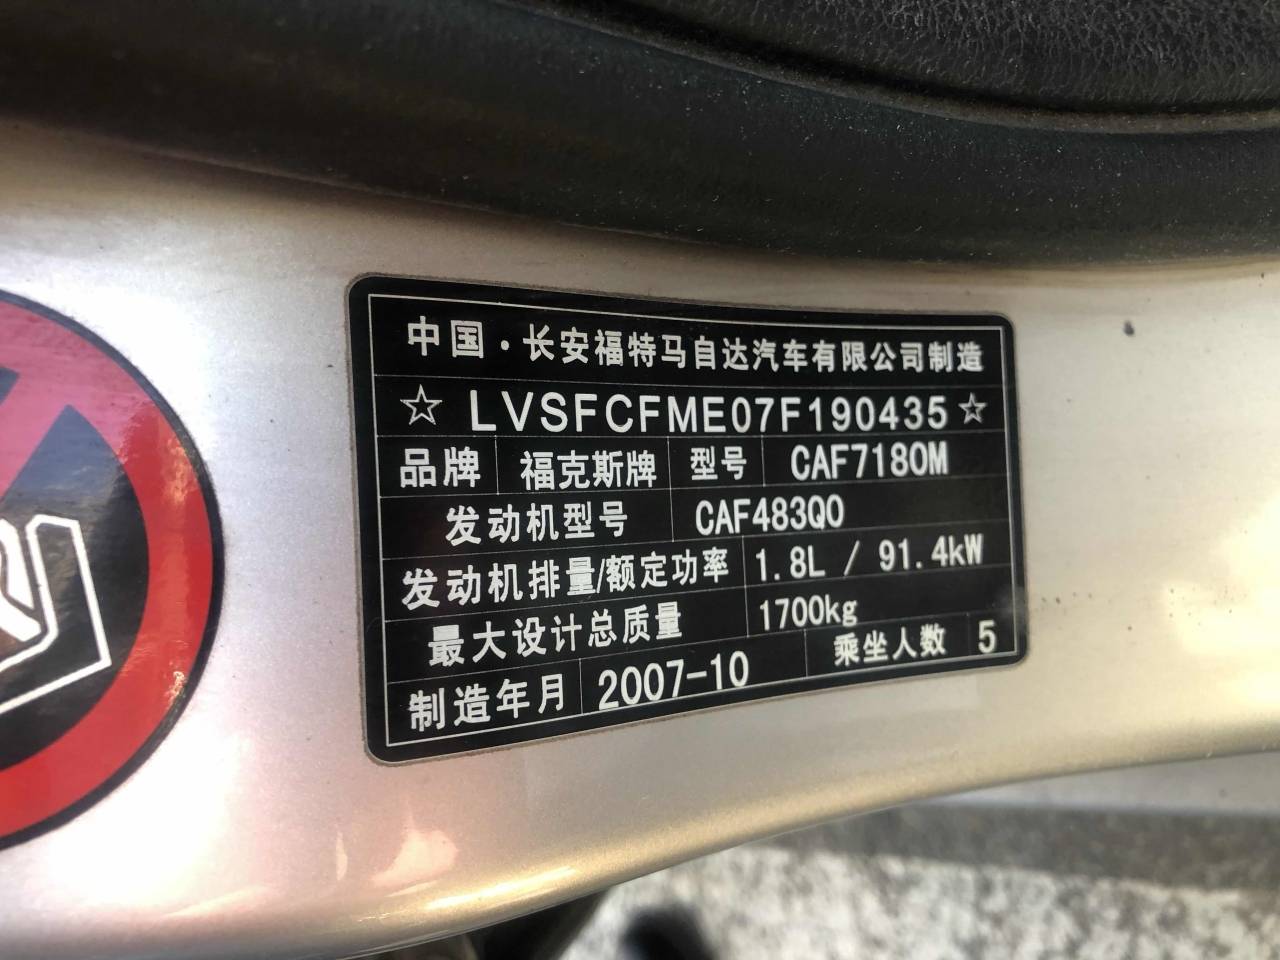 中国·长安福特马自达汽车有限公司制造
☆ LVSFCFME07F190435 ☆
品牌 福克斯牌 型号 CAF7180M
发动机型号 CAF483Q0
发动机排量/额定功率 1.8L / 91.4kW
最大设计总质量 1700kg
制造年月 2007-10 乘坐人数 5